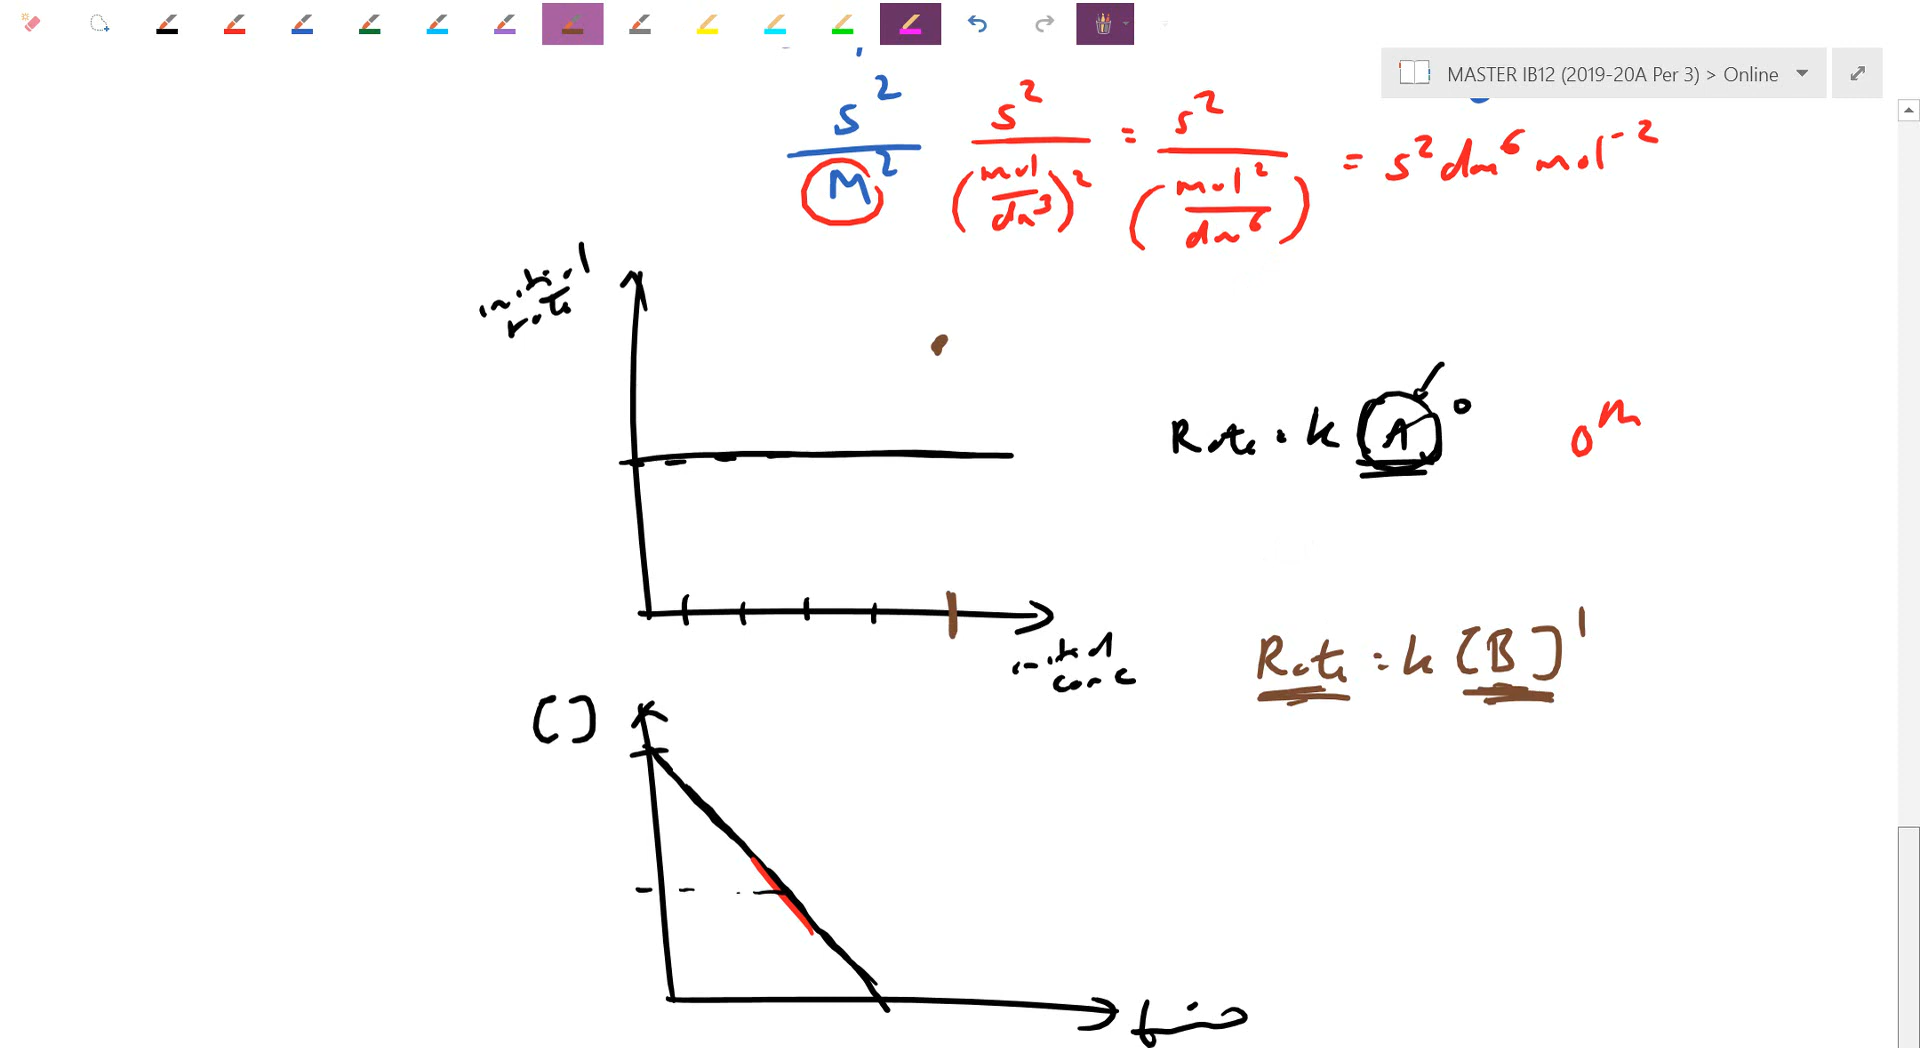 MASTER IB12 (2019-20A Per 3) > Online
s² / M² s² / (mol/dm³)² = s² / (mol²/dm⁶) = s² dm⁶ mol⁻²
initial
rate
Rate = k [A]⁰ 0ᵐ
initial
conc
Rate = k [B]¹
[ ]
time